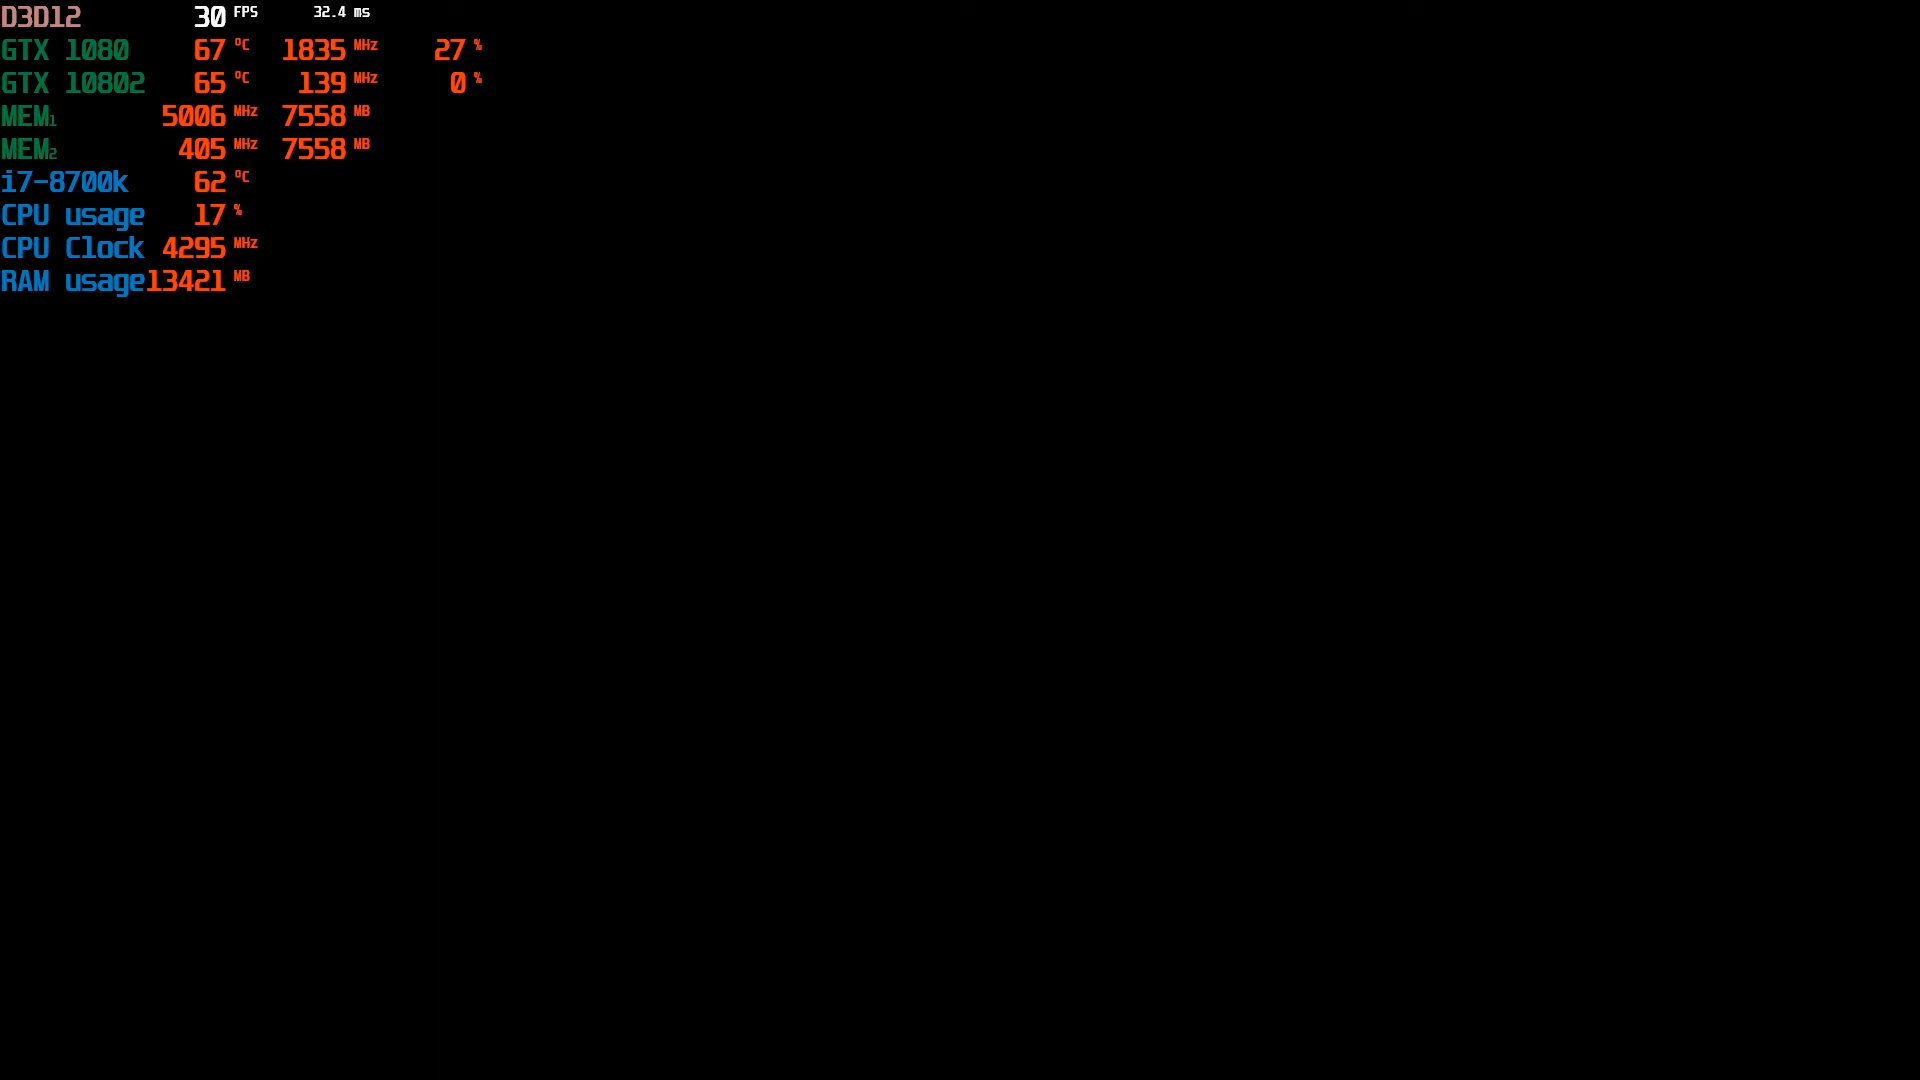 D3D12 30 FPS 32.4 ms
GTX 1080 67 °C 1835 MHz 27 %
GTX 10802 65 °C 139 MHz 0 %
MEM1 5006 MHz 7558 MB
MEM2 405 MHz 7558 MB
i7-8700k 62 °C
CPU usage 17 %
CPU Clock 4295 MHz
RAM usage 13421 MB